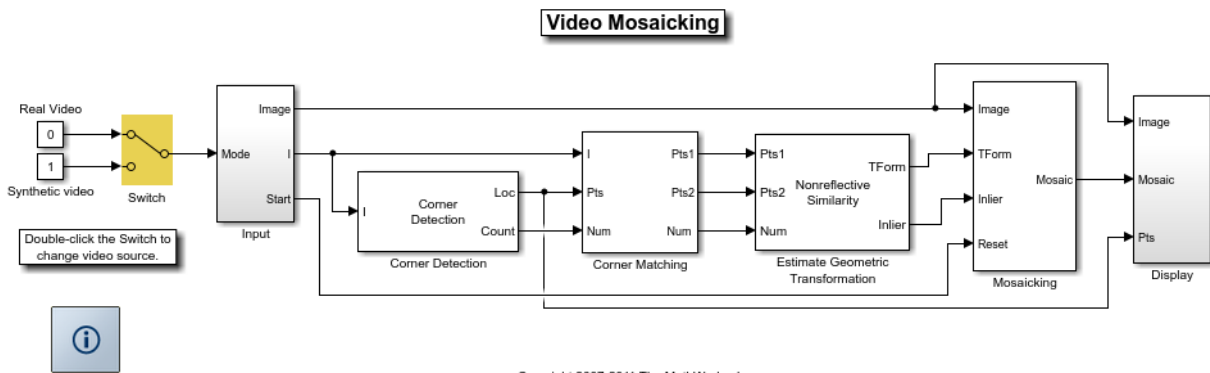 Video Mosaicking
Real Video
0
1
Synthetic video
Switch
Double-click the Switch to
change video source.
Mode
Image
I
Start
Input
I
Corner
Detection
Loc
Count
Corner Detection
I
Pts
Num
Pts1
Pts2
Num
Corner Matching
Pts1
Pts2
Num
Nonreflective
Similarity
TForm
Inlier
Estimate Geometric
Transformation
Image
TForm
Inlier
Reset
Mosaic
Mosaicking
Image
Mosaic
Pts
Display
i